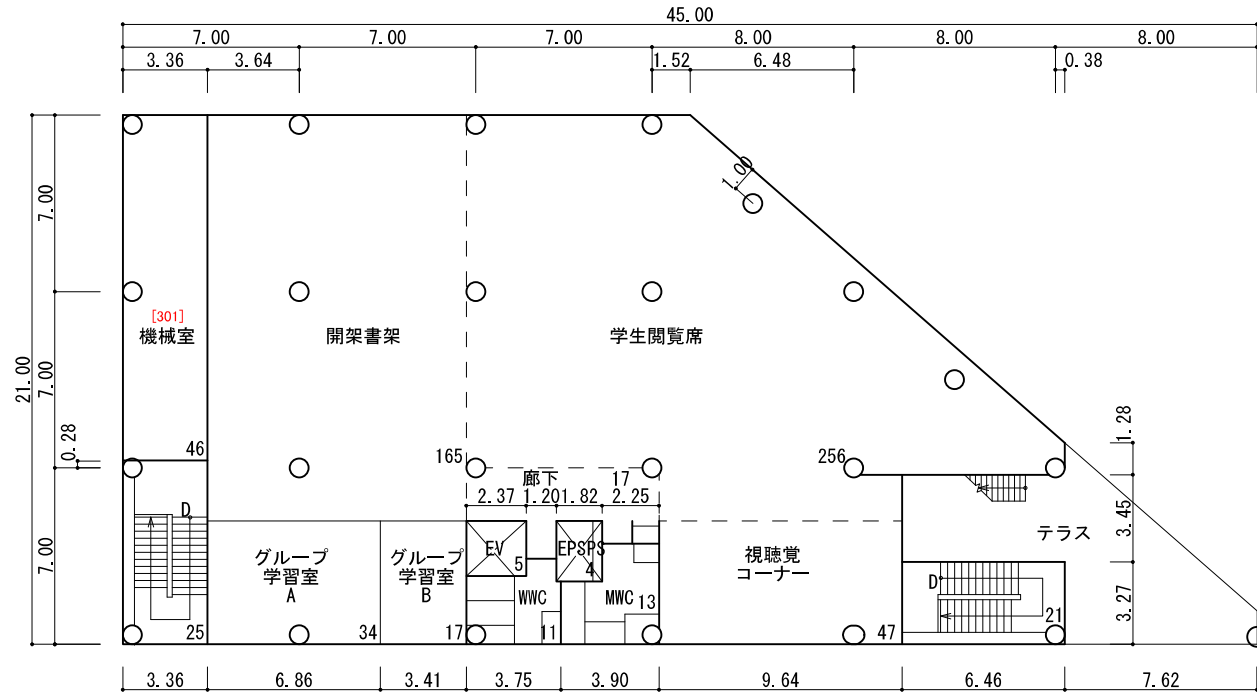 45.00
7.00 7.00 7.00 8.00 8.00 8.00
3.36 3.64 1.52 6.48 0.38
1.00
21.00
7.00
7.00
7.00
0.28
[301]
機械室
開架書架
学生閲覧席
46
165
256
1.28
廊下
17
2.37 1.20 1.82 2.25
3.45
テラス
D
EV
5
EPS
PS
4
グループ
学習室
A
グループ
学習室
B
視聴覚
コーナー
WWC
MWC
D
3.27
25
34
17
11
13
47
21
3.36 6.86 3.41 3.75 3.90 9.64 6.46 7.62